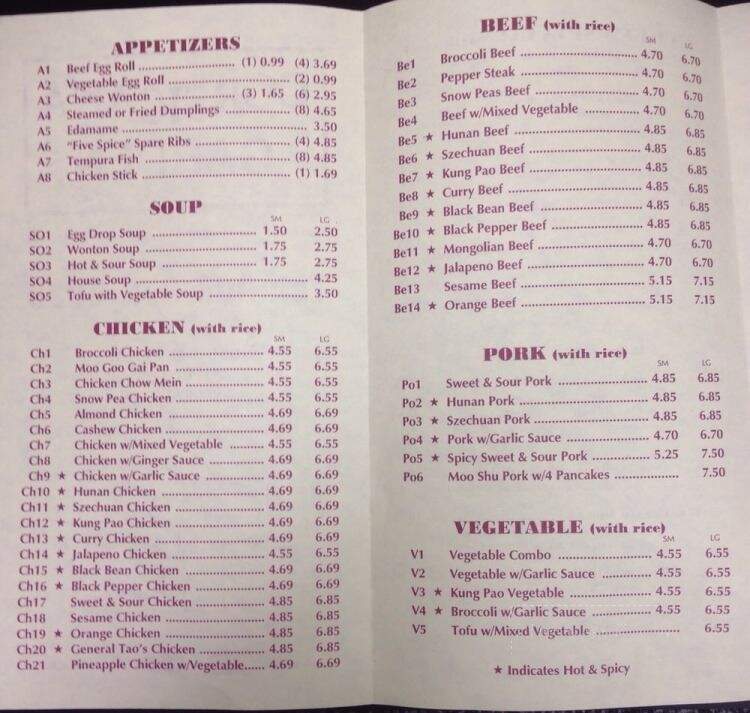 APPETIZERS
A1 Beef Egg Roll (1) 0.99 (4) 3.69
A2 Vegetable Egg Roll (2) 0.99
A3 Cheese Wonton (3) 1.65 (6) 2.95
A4 Steamed or Fried Dumplings (8) 4.65
A5 Edamame 3.50
A6 "Five Spice" Spare Ribs (4) 4.85
A7 Tempura Fish (8) 4.85
A8 Chicken Stick (1) 1.69
SOUP
SM LG
SO1 Egg Drop Soup 1.50 2.50
SO2 Wonton Soup 1.75 2.75
SO3 Hot & Sour Soup 1.75 2.75
SO4 House Soup 4.25
SO5 Tofu with Vegetable Soup 3.50
CHICKEN (with rice)
SM LG
Ch1 Broccoli Chicken 4.55 6.55
Ch2 Moo Goo Gai Pan 4.55 6.55
Ch3 Chicken Chow Mein 4.55 6.55
Ch4 Snow Pea Chicken 4.55 6.55
Ch5 Almond Chicken 4.69 6.69
Ch6 Cashew Chicken 4.69 6.69
Ch7 Chicken w/Mixed Vegetable 4.55 6.55
Ch8 Chicken w/Ginger Sauce 4.69 6.69
Ch9 ★ Chicken w/Garlic Sauce 4.69 6.69
Ch10 ★ Hunan Chicken 4.69 6.69
Ch11 ★ Szechuan Chicken 4.69 6.69
Ch12 ★ Kung Pao Chicken 4.69 6.69
Ch13 ★ Curry Chicken 4.69 6.69
Ch14 ★ Jalapeno Chicken 4.55 6.55
Ch15 ★ Black Bean Chicken 4.69 6.69
Ch16 ★ Black Pepper Chicken 4.69 6.69
Ch17 Sweet & Sour Chicken 4.85 6.85
Ch18 Sesame Chicken 4.85 6.85
Ch19 ★ Orange Chicken 4.85 6.85
Ch20 ★ General Tao's Chicken 4.85 6.85
Ch21 Pineapple Chicken w/Vegetable 4.69 6.69
BEEF (with rice)
SM LG
Be1 Broccoli Beef 4.70 6.70
Be2 Pepper Steak 4.70 6.70
Be3 Snow Peas Beef 4.70 6.70
Be4 Beef w/Mixed Vegetable 4.70 6.70
Be5 ★ Hunan Beef 4.85 6.85
Be6 ★ Szechuan Beef 4.85 6.85
Be7 ★ Kung Pao Beef 4.85 6.85
Be8 ★ Curry Beef 4.85 6.85
Be9 ★ Black Bean Beef 4.85 6.85
Be10 ★ Black Pepper Beef 4.85 6.85
Be11 ★ Mongolian Beef 4.70 6.70
Be12 ★ Jalapeno Beef 4.70 6.70
Be13 Sesame Beef 5.15 7.15
Be14 ★ Orange Beef 5.15 7.15
PORK (with rice)
SM LG
Po1 Sweet & Sour Pork 4.85 6.85
Po2 ★ Hunan Pork 4.85 6.85
Po3 ★ Szechuan Pork 4.85 6.85
Po4 ★ Pork w/Garlic Sauce 4.70 6.70
Po5 ★ Spicy Sweet & Sour Pork 5.25 7.50
Po6 Moo Shu Pork w/4 Pancakes 7.50
VEGETABLE (with rice)
SM LG
V1 Vegetable Combo 4.55 6.55
V2 Vegetable w/Garlic Sauce 4.55 6.55
V3 ★ Kung Pao Vegetable 4.55 6.55
V4 ★ Broccoli w/Garlic Sauce 4.55 6.55
V5 Tofu w/Mixed Vegetable 6.55
★ Indicates Hot & Spicy